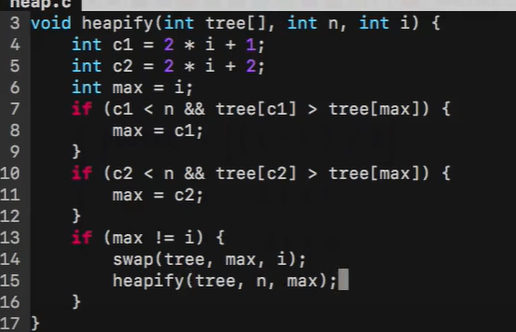 heap.c
3 void heapify(int tree[], int n, int i) {
4     int c1 = 2 * i + 1;
5     int c2 = 2 * i + 2;
6     int max = i;
7     if (c1 < n && tree[c1] > tree[max]) {
8         max = c1;
9     }
10     if (c2 < n && tree[c2] > tree[max]) {
11         max = c2;
12     }
13     if (max != i) {
14         swap(tree, max, i);
15         heapify(tree, n, max);
16     }
17 }